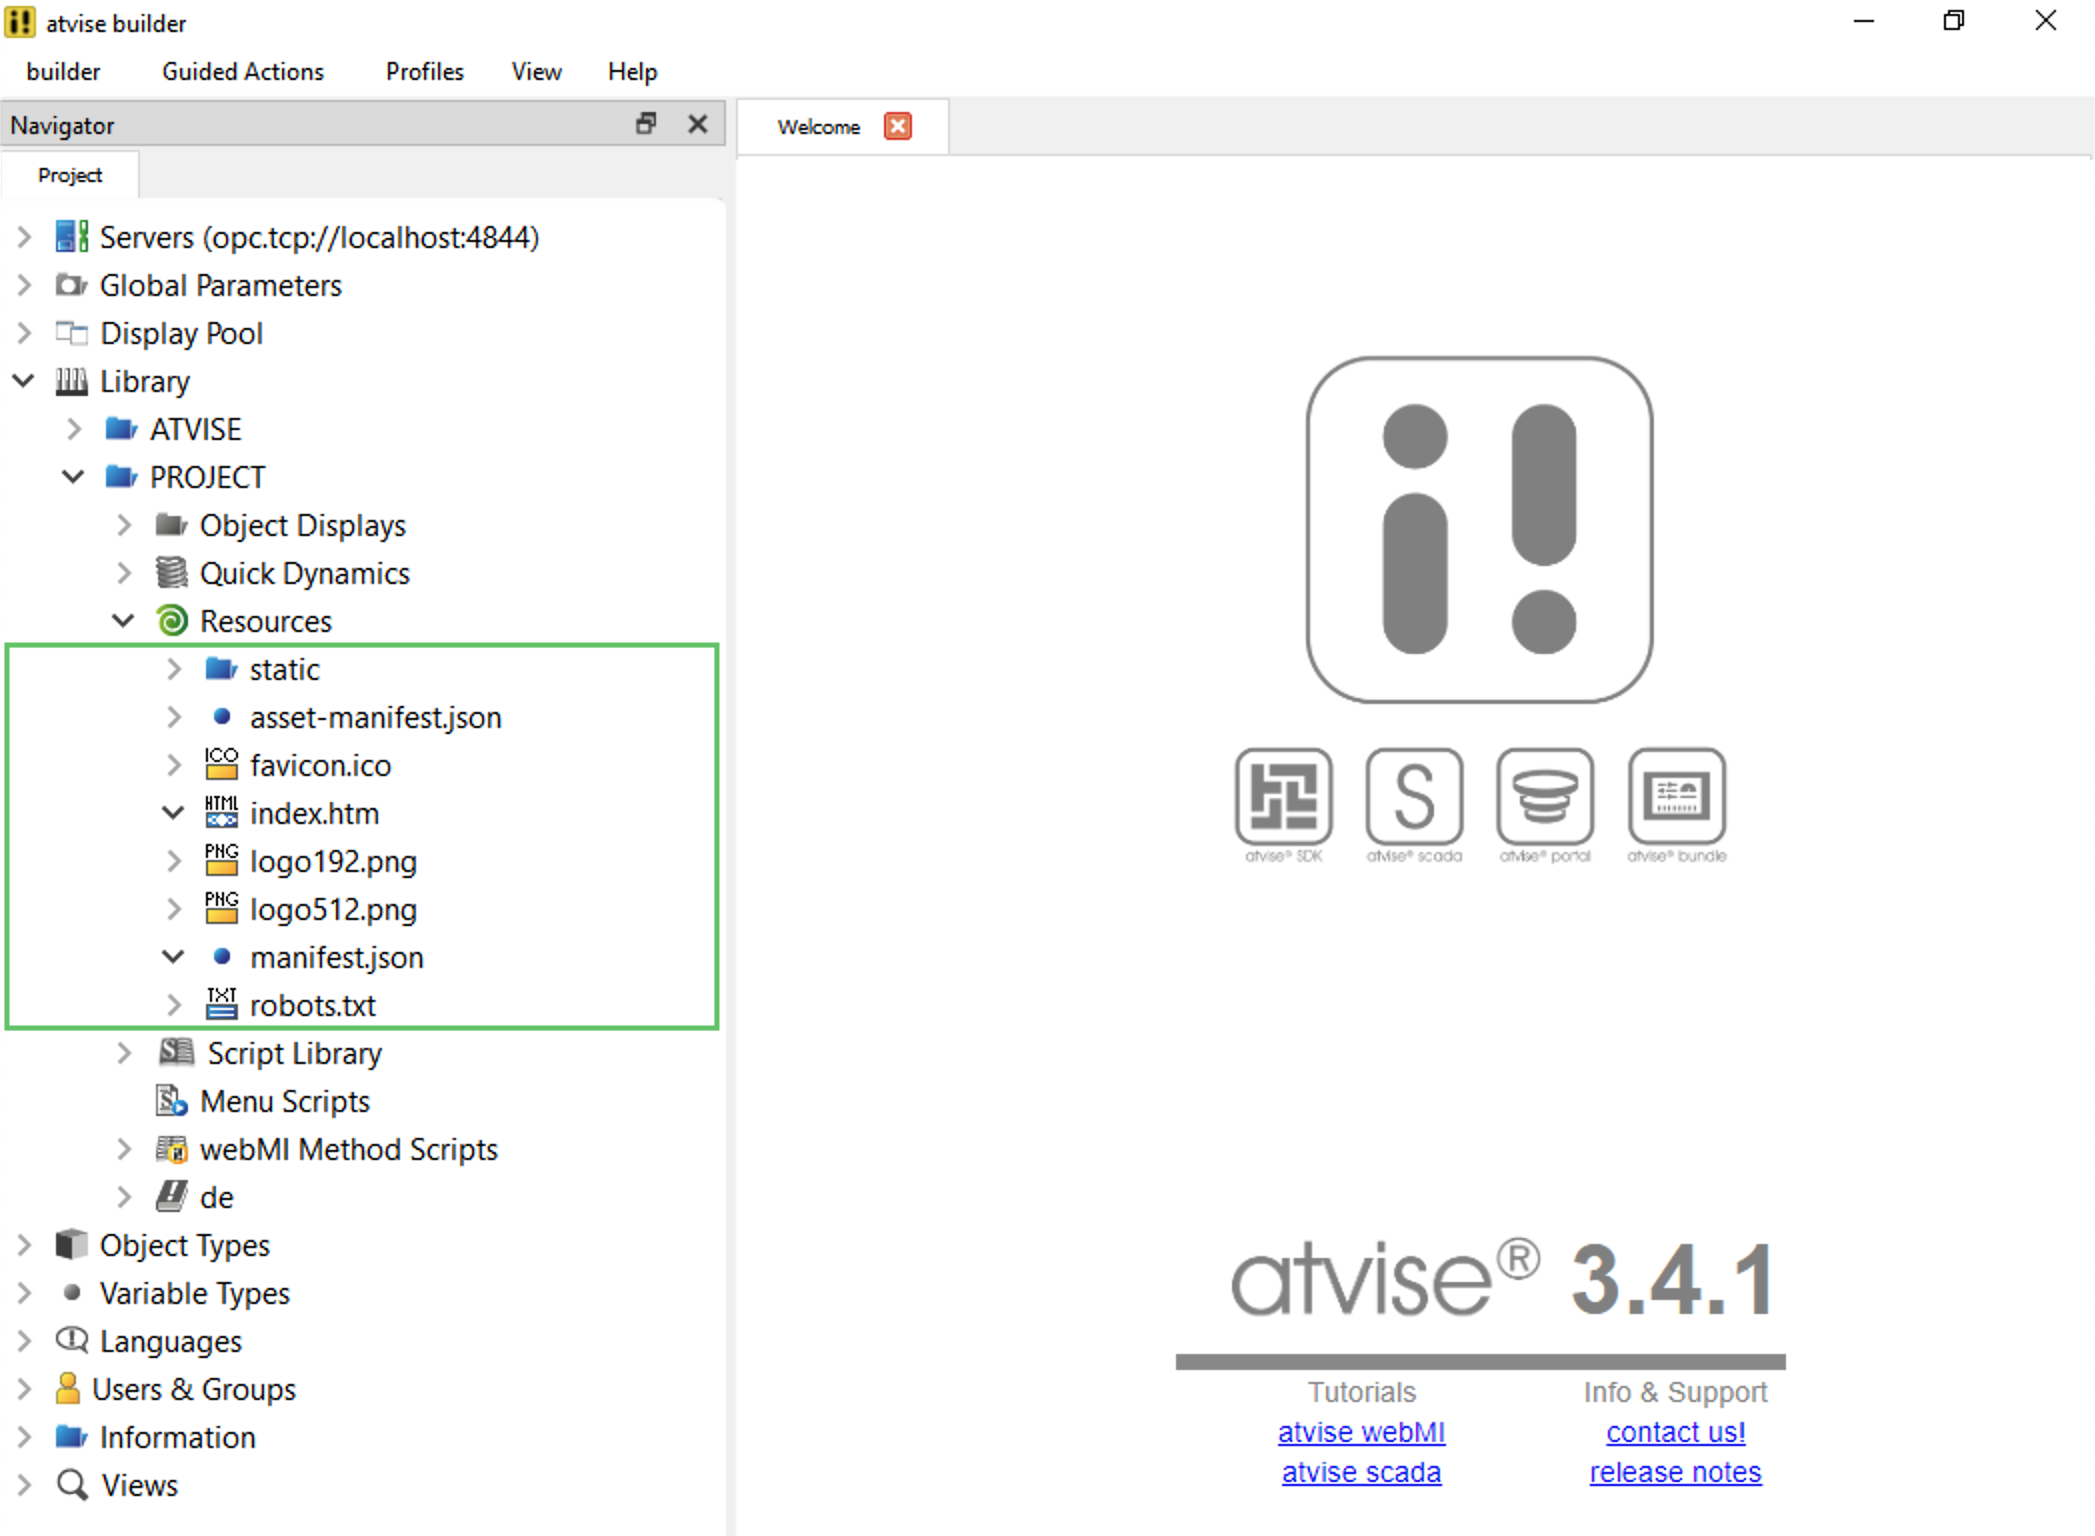 atvise builder
builder Guided Actions Profiles View Help
Navigator
Welcome
Project
Servers (opc.tcp://localhost:4844)
Global Parameters
Display Pool
Library
ATVISE
PROJECT
Object Displays
Quick Dynamics
Resources
static
asset-manifest.json
ICO favicon.ico
HTML index.htm
PNG logo192.png
PNG logo512.png
manifest.json
TXT robots.txt
Script Library
Menu Scripts
webMI Method Scripts
de
Object Types
Variable Types
Languages
Users & Groups
Information
Views
atvise® SDK atvise® scada atvise® portal atvise® bundle
atvise® 3.4.1
Tutorials Info & Support
atvise webMI contact us!
atvise scada release notes